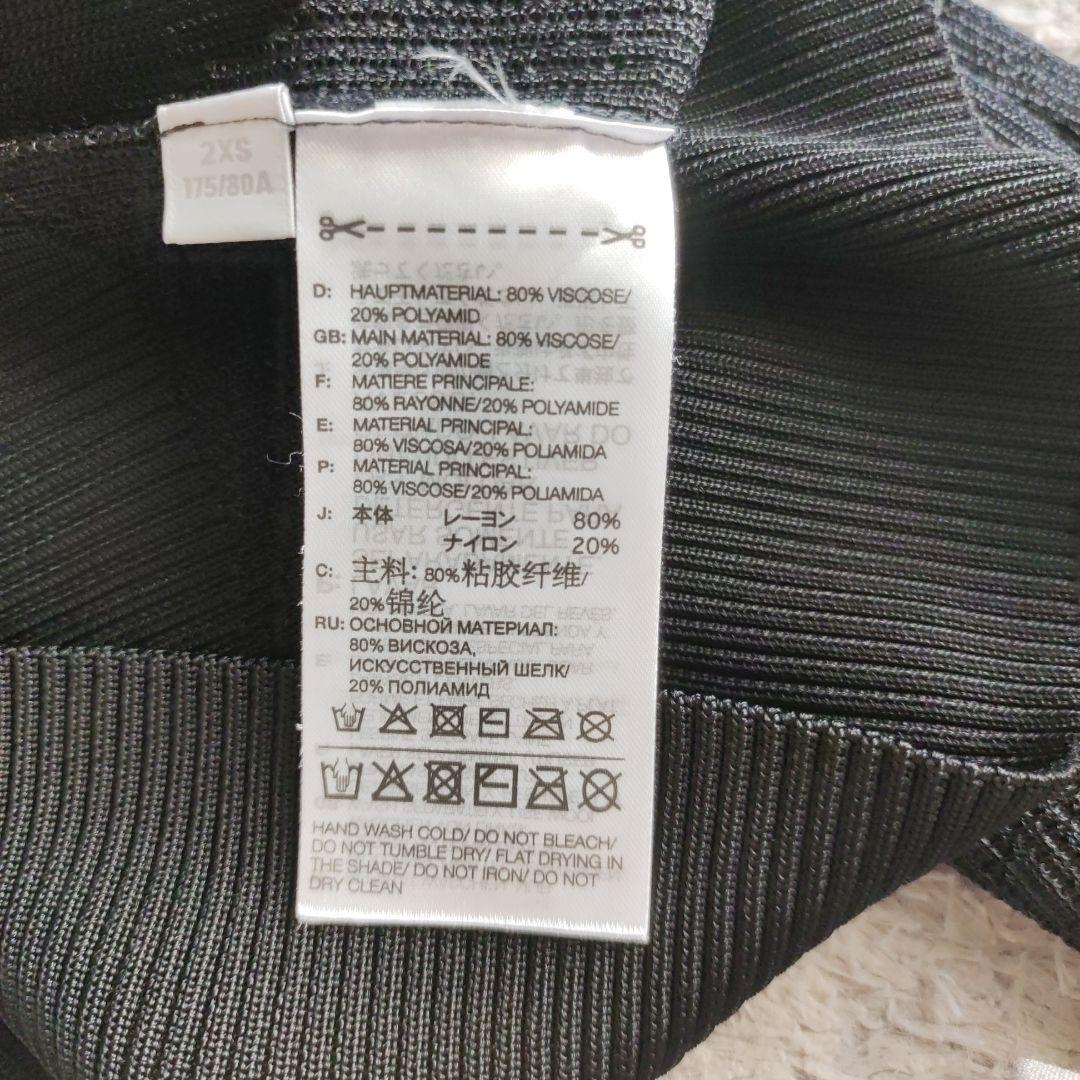 2XS
175/80A
D: HAUPTMATERIAL: 80% VISCOSE/
20% POLYAMID
GB: MAIN MATERIAL: 80% VISCOSE/
20% POLYAMIDE
F: MATIERE PRINCIPALE:
80% RAYONNE/20% POLYAMIDE
E: MATERIAL PRINCIPAL:
80% VISCOSA/20% POLIAMIDA
P: MATERIAL PRINCIPAL:
80% VISCOSE/20% POLIAMIDA
J: 本体 レーヨン 80%
ナイロン 20%
C: 主料: 80%粘胶纤维/
20%锦纶
RU: ОСНОВНОЙ МАТЕРИАЛ:
80% ВИСКОЗА,
ИСКУССТВЕННЫЙ ШЕЛК/
20% ПОЛИАМИД
HAND WASH COLD/ DO NOT BLEACH/
DO NOT TUMBLE DRY/ FLAT DRYING IN
THE SHADE/ DO NOT IRON/ DO NOT
DRY CLEAN